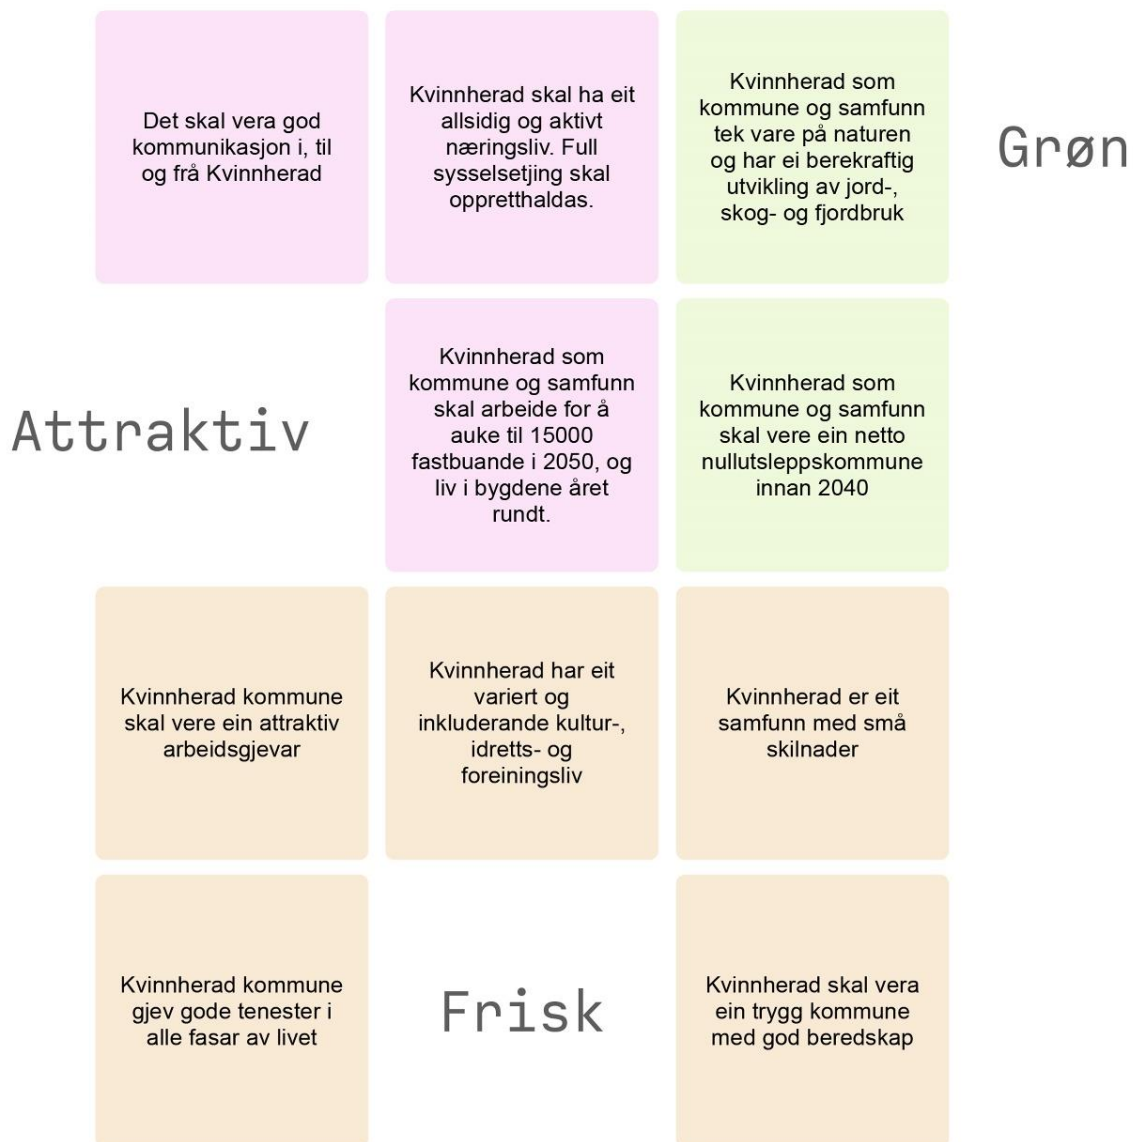 Det skal vera god
kommunikasjon i, til
og frå Kvinnherad
Kvinnherad skal ha eit
allsidig og aktivt
næringsliv. Full
sysselsetjing skal
oppretthaldas.
Kvinnherad som
kommune og samfunn
tek vare på naturen
og har ei berekraftig
utvikling av jord-,
skog- og fjordbruk
Grøn
Attraktiv
Kvinnherad som
kommune og samfunn
skal arbeide for å
auke til 15000
fastbuande i 2050, og
liv i bygdene året
rundt.
Kvinnherad som
kommune og samfunn
skal vere ein netto
nullutsleppskommune
innan 2040
Kvinnherad kommune
skal vere ein attraktiv
arbeidsgjevar
Kvinnherad har eit
variert og
inkluderande kultur-,
idretts- og
foreiningsliv
Kvinnherad er eit
samfunn med små
skilnader
Kvinnherad kommune
gjev gode tenester i
alle fasar av livet
Frisk
Kvinnherad skal vera
ein trygg kommune
med god beredskap